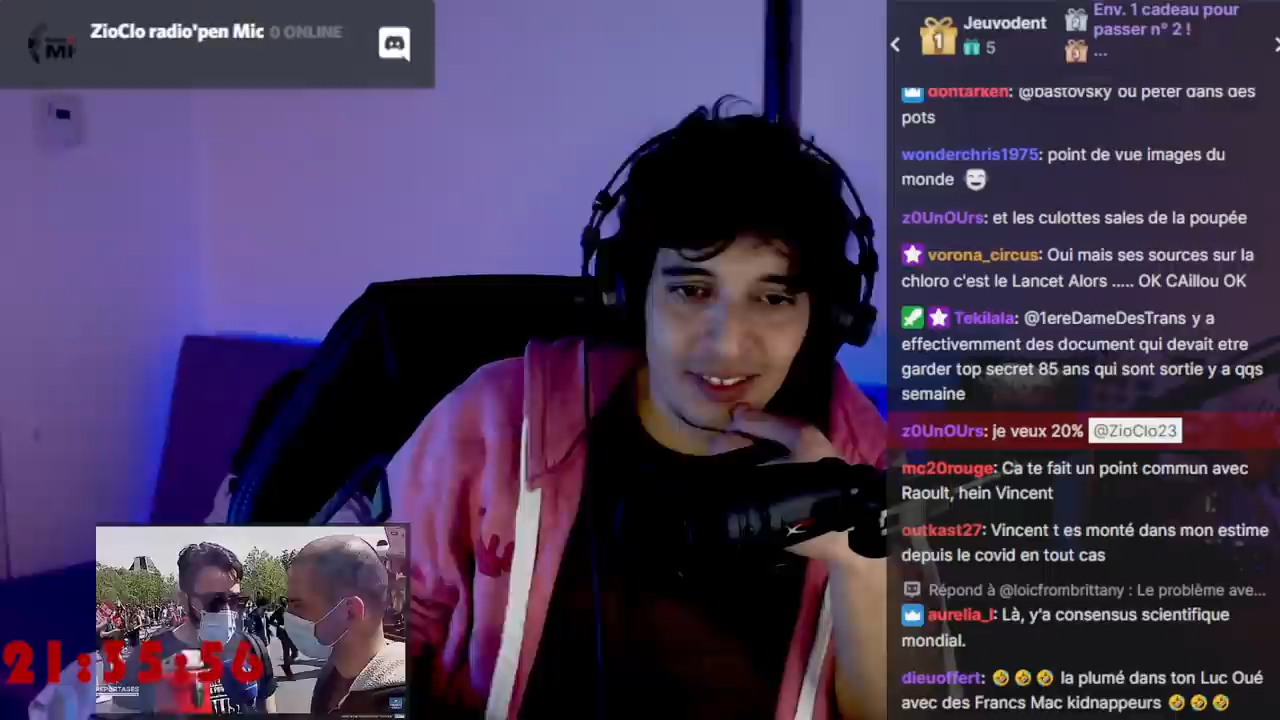 ZioClo radio'pen Mic 0 ONLINE
MI
Jeuvodent
1
5
2
Env. 1 cadeau pour
passer n° 2 !
3
...
dontarken: @bastovsky ou péter dans des
pots
wonderchris1975: point de vue images du
monde
z0UnOUrs: et les culottes sales de la poupée
vorona_circus: Oui mais ses sources sur la
chloro c'est le Lancet Alors ..... OK CAillou OK
Tekilala: @1ereDameDesTrans y a
effectivemment des document qui devait etre
garder top secret 85 ans qui sont sortie y a qqs
semaine
z0UnOUrs: je veux 20% @ZioClo23
mc20rouge: Ca te fait un point commun avec
Raoult, hein Vincent
outkast27: Vincent t es monté dans mon estime
depuis le covid en tout cas
Répond à @loicfrombrittany : Le problème ave...
aurelia_l: Là, y'a consensus scientifique
mondial.
dieuoffert: 🤣 🤣 🤣 la plumé dans ton Luc Oué
avec des Francs Mac kidnappeurs 🤣 🤣 🤣
21:35:56
REPORTAGES